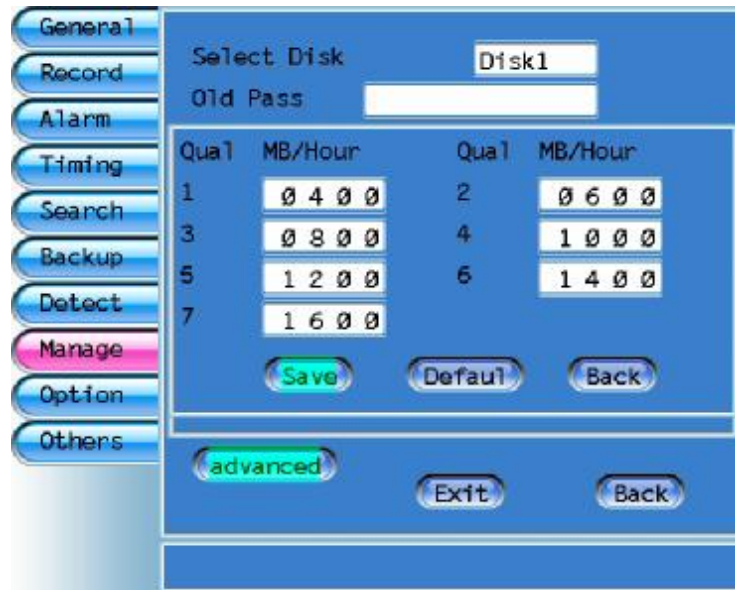 General
Record
Alarm
Timing
Search
Backup
Detect
Manage
Option
Others
Select Disk Disk1
Old Pass
Qual MB/Hour Qual MB/Hour
1 0400 2 0600
3 0800 4 1000
5 1200 6 1400
7 1600
Save Defaul Back
advanced
Exit Back